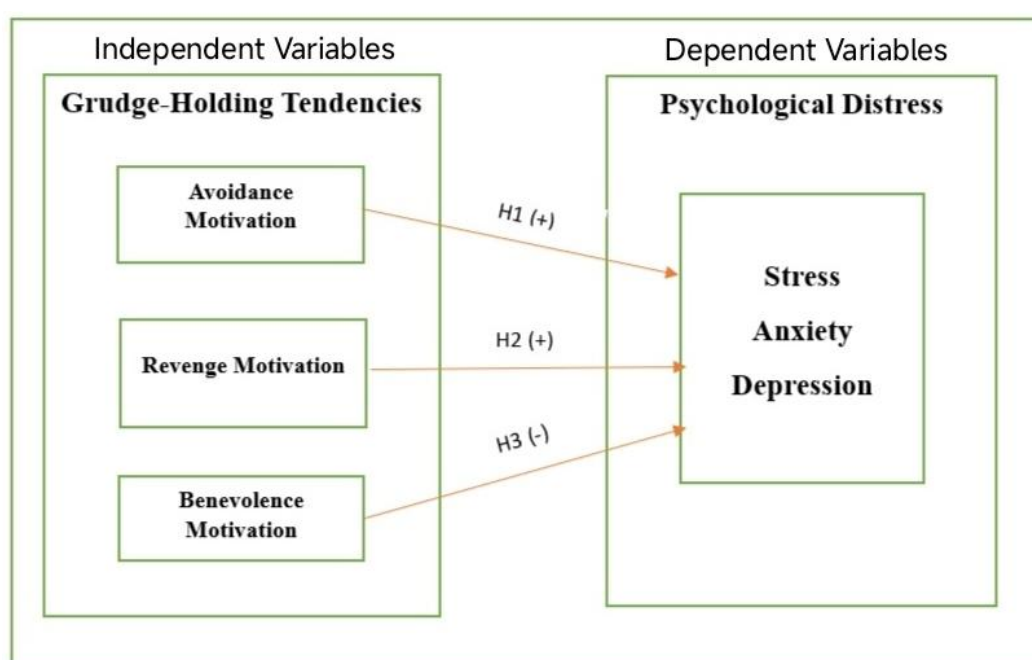 Independent Variables
Dependent Variables
Grudge-Holding Tendencies
Psychological Distress
Avoidance
Motivation
H1 (+)
Revenge Motivation
H2 (+)
Benevolence
Motivation
H3 (-)
Stress
Anxiety
Depression